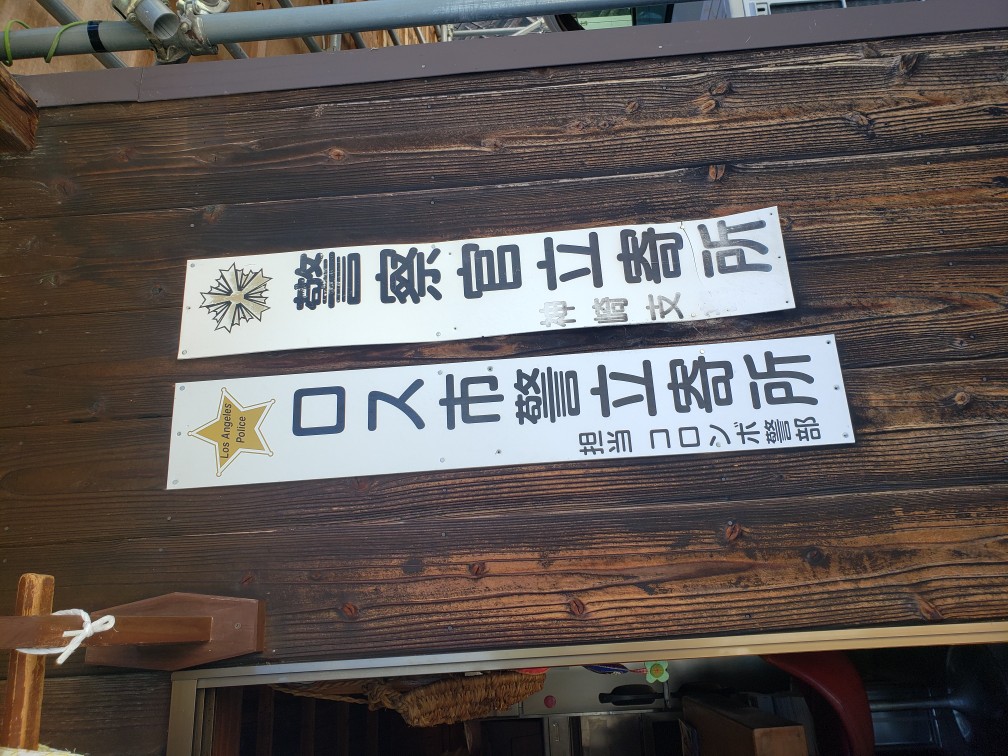 警察官立寄所
神崎支
Los Angeles
Police
ロス市警立寄所
担当 コロンボ警部